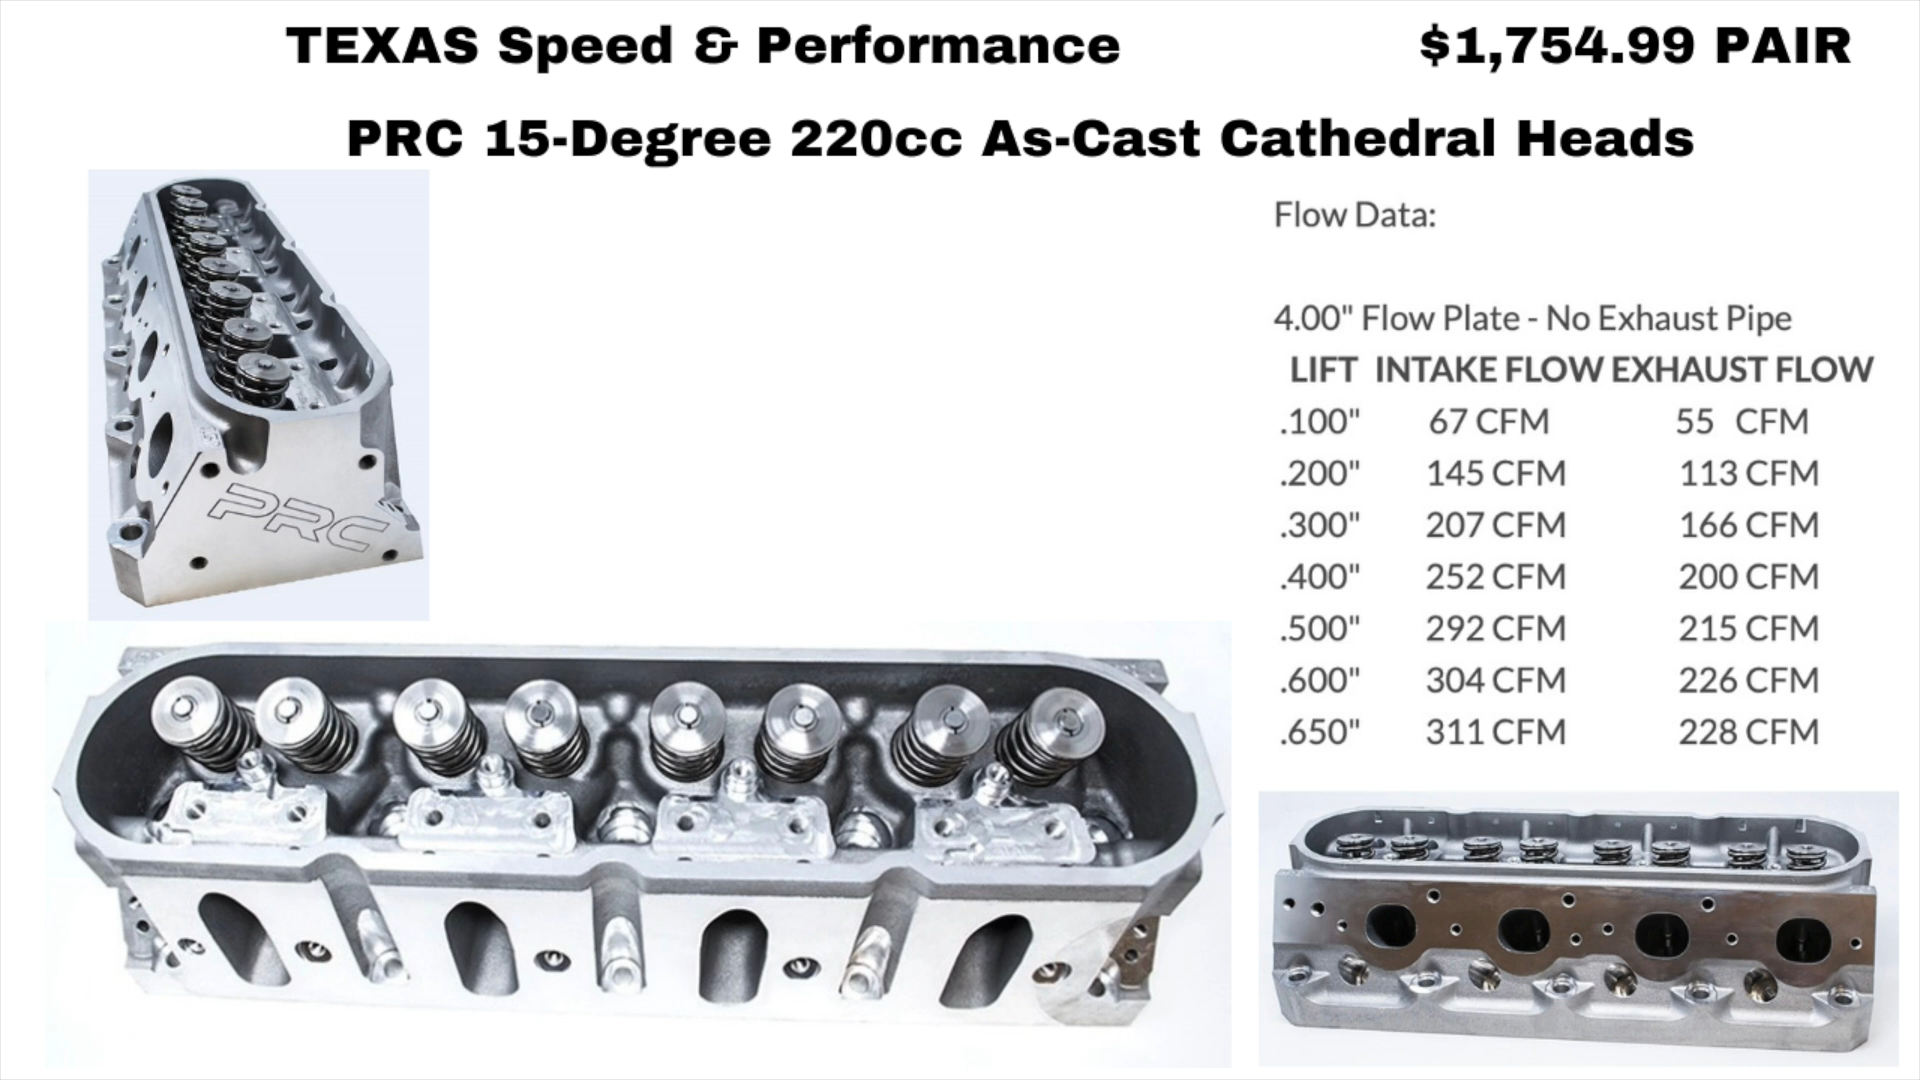 TEXAS Speed & Performance
$1,754.99 PAIR
PRC 15-Degree 220cc As-Cast Cathedral Heads
Flow Data:
4.00" Flow Plate - No Exhaust Pipe
LIFT INTAKE FLOW EXHAUST FLOW
.100" 67 CFM 55 CFM
.200" 145 CFM 113 CFM
.300" 207 CFM 166 CFM
.400" 252 CFM 200 CFM
.500" 292 CFM 215 CFM
.600" 304 CFM 226 CFM
.650" 311 CFM 228 CFM
PRC